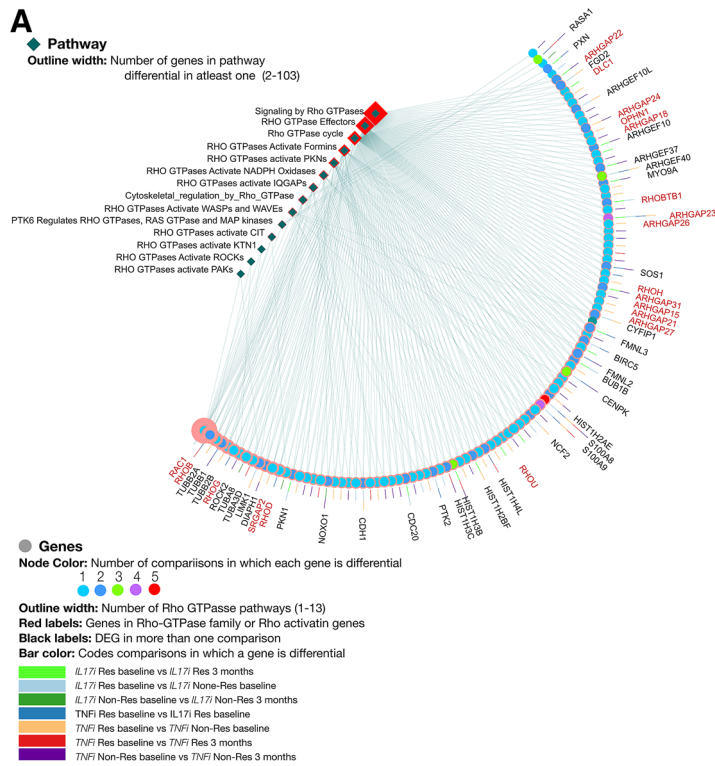 A
Pathway
Outline width: Number of genes in pathway
differential in atleast one (2-103)
Signaling by Rho GTPases
RHO GTPase Effectors
Rho GTPase cycle
RHO GTPases Activate Formins
RHO GTPases activate PKNs
RHO GTPases Activate NADPH Oxidases
RHO GTPases activate IQGAPs
Cytoskeletal_regulation_by_Rho_GTPase
RHO GTPases Activate WASPs and WAVEs
PTK6 Regulates RHO GTPases, RAS GTPase and MAP kinases
RHO GTPases activate CIT
RHO GTPases activate KTN1
RHO GTPases Activate ROCKs
RHO GTPases activate PAKs
RASA1
PXN
ARHGAP22
FGD2
DLC1
ARHGEF10L
ARHGAP24
OPHN1
ARHGAP18
ARHGEF10
ARHGEF37
ARHGEF40
MYO9A
RHOBTB1
ARHGAP23
ARHGAP26
SOS1
RHOH
ARHGAP31
ARHGAP15
ARHGAP21
ARHGAP27
CYFIP1
FMNL3
BIRC5
FMNL2
BUB1B
CENPK
HIST1H2AE
S100A8
S100A9
NCF2
RHOU
HIST1H4L
HIST1H2BF
HIST1H3B
HIST1H3C
PTK2
CDC20
CDH1
NOXO1
PKN1
RHOD
SRGAP2
DIAPH1
LIMK1
TUBA3D
TUBA8
ROCK2
RHOG
TUBB2B
TUBB1
TUBB2A
RHOB
RAC1
Genes
Node Color: Number of compariisons in which each gene is differential
1 2 3 4 5
Outline width: Number of Rho GTPasse pathways (1-13)
Red labels: Genes in Rho-GTPase family or Rho activatin genes
Black labels: DEG in more than one comparison
Bar color: Codes comparisons in which a gene is differential
IL17i Res baseline vs IL17i Res 3 months
IL17i Res baseline vs IL17i None-Res baseline
IL17i Non-Res baseline vs IL17i Non-Res 3 months
TNFi Res baseline vs IL17i Res baseline
TNFi Res baseline vs TNFi Non-Res baseline
TNFi Res baseline vs TNFi Res 3 months
TNFi Non-Res baseline vs TNFi Non-Res 3 months